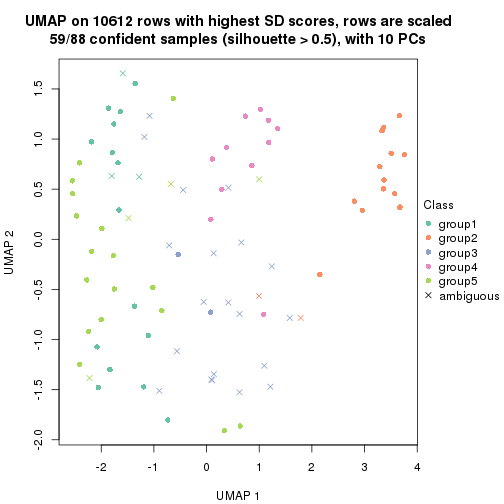 UMAP on 10612 rows with highest SD scores, rows are scaled
59/88 confident samples (silhouette > 0.5), with 10 PCs
1.5
1.0
0.5
0.0
-0.5
-1.0
-1.5
-2.0
UMAP 2
-2
-1
0
1
2
3
4
UMAP 1
Class
group1
group2
group3
group4
group5
ambiguous